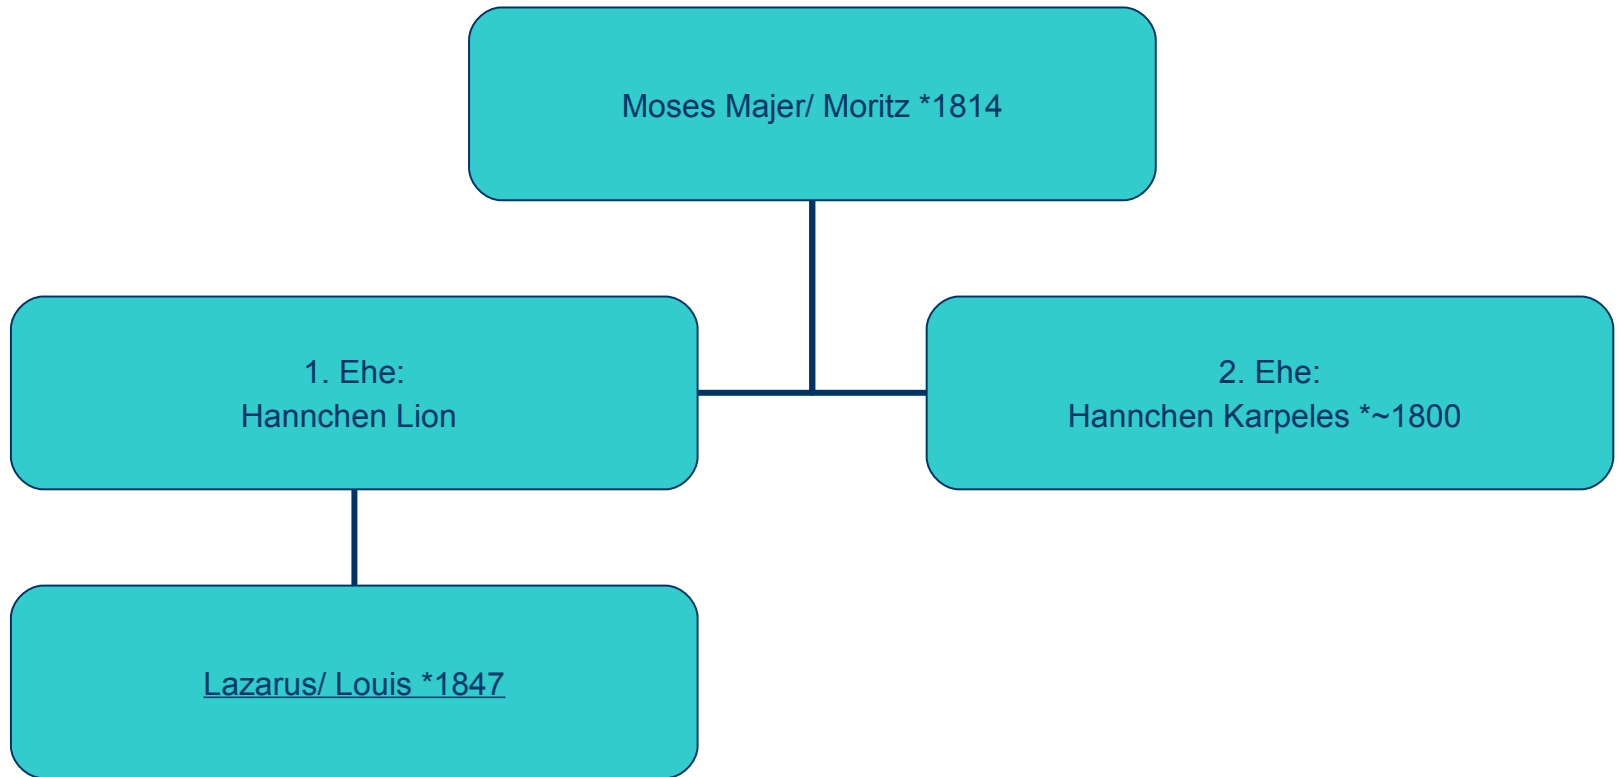 Moses Majer/ Moritz *1814
1. Ehe:
Hannchen Lion
2. Ehe:
Hannchen Karpeles *~1800
Lazarus/ Louis *1847